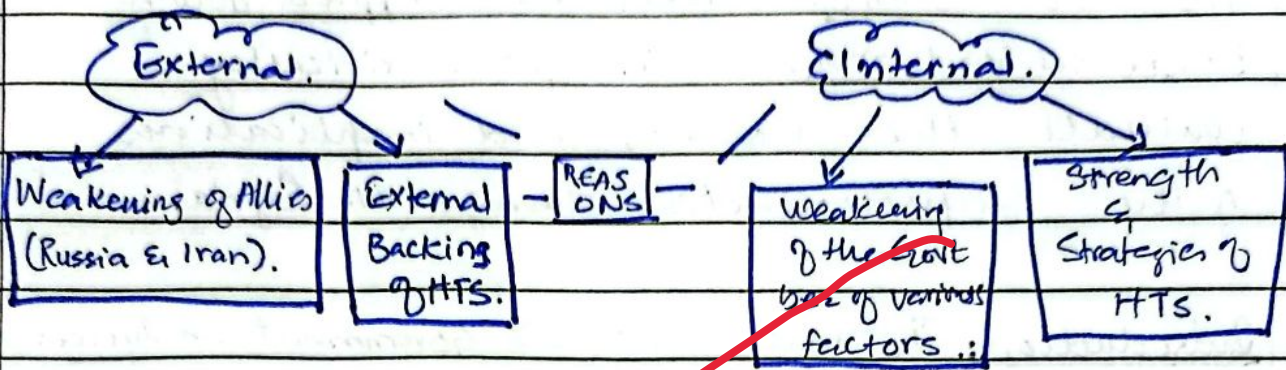 External.
Internal.
Weakening of Allies
(Russia & Iran).
External
Backing
of HTS.
REAS
ONS
Weakening
of the Govt
bcz of various
factors .:
Strength
&
Strategies of
HTS.